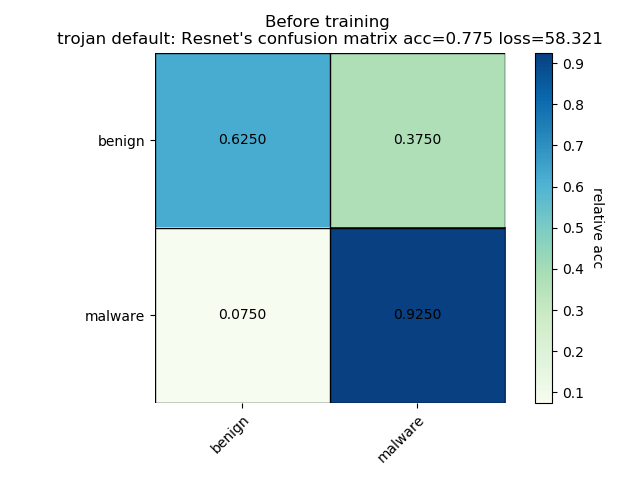 Before training
trojan default: Resnet's confusion matrix acc=0.775 loss=58.321
benign
0.6250
0.3750
malware
0.0750
0.9250
benign
malware
0.9
0.8
0.7
0.6
0.5
0.4
0.3
0.2
0.1
relative acc